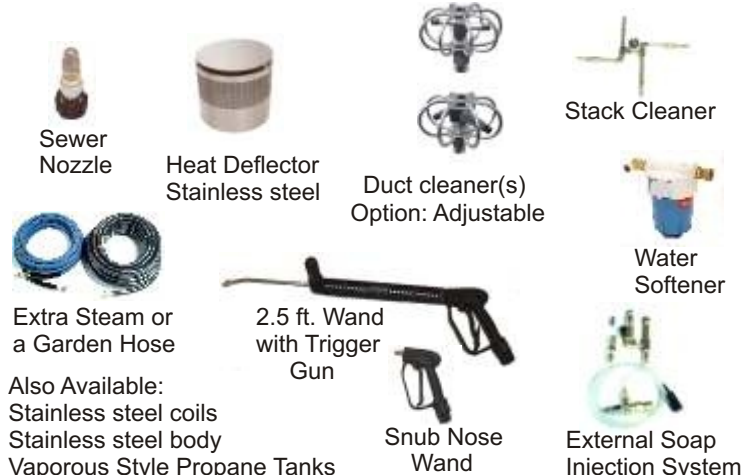 Sewer
Nozzle
Heat Deflector
Stainless steel
Duct cleaner(s)
Option: Adjustable
Stack Cleaner
Water
Softener
Extra Steam or
a Garden Hose
2.5 ft. Wand
with Trigger
Gun
Also Available:
Stainless steel coils
Stainless steel body
Vaporous Style Propane Tanks
Snub Nose
Wand
External Soap
Injection System